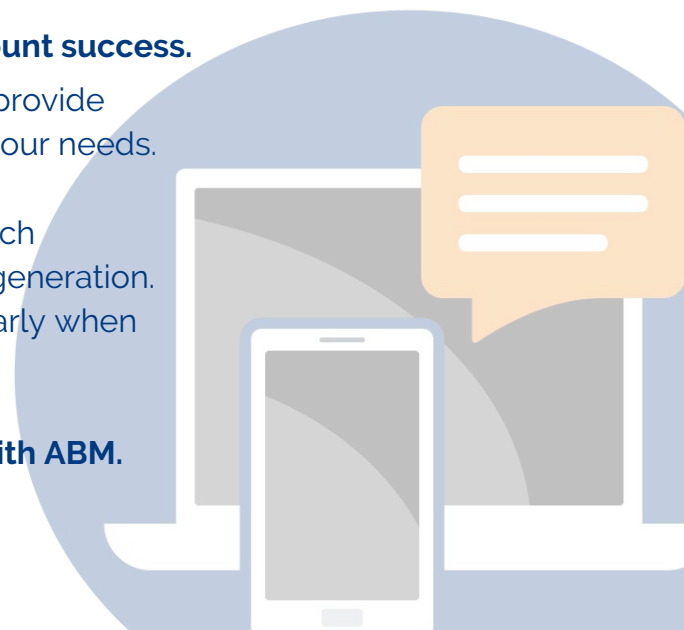 unt success.
provide
our needs.
ch
generation.
arly when
ith ABM.